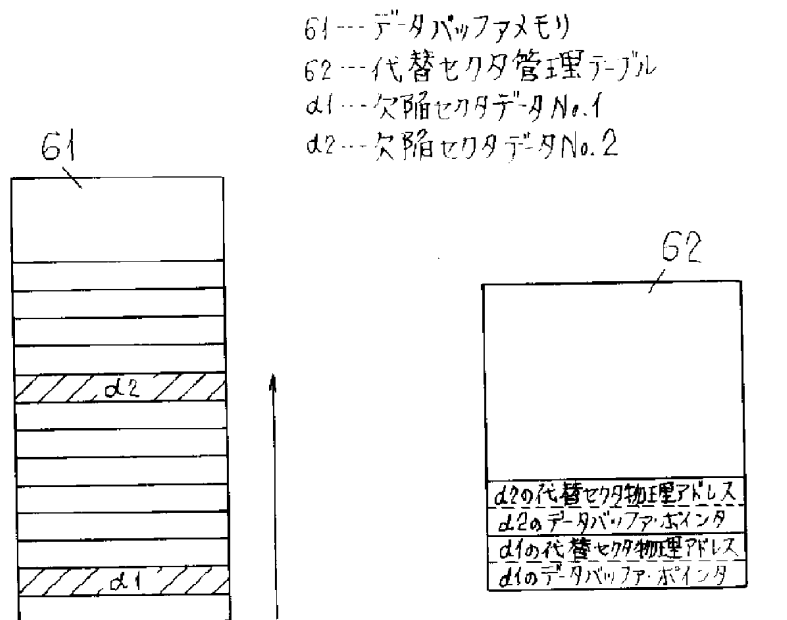 61---データバッファメモリ
62---代替セクタ管理テーブル
d1---欠陥セクタデータNo.1
d2---欠陥セクタデータNo.2
61
62
d2
d1
d2の代替セクタ物理アドレス
d2のデータバッファ・ポインタ
d1の代替セクタ物理アドレス
d1のデータバッファ・ポインタ